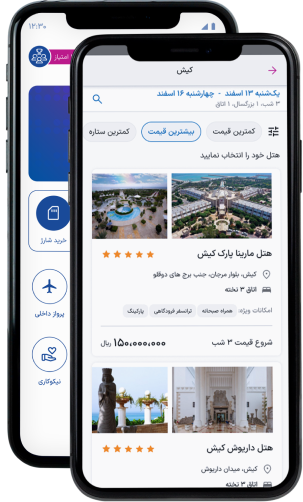 ۱۲:۳۰
امتیاز
خرید شارژ
پرواز داخلی
نیکوکاری
کیش
یکشنبه ۱۳ اسفند - چهارشنبه ۱۶ اسفند
۳ شب، ۱ بزرگسال، ۱ اتاق
کمترین قیمت
بیشترین قیمت
کمترین ستاره
هتل خود را انتخاب نمایید
هتل مارینا پارک کیش
کیش، بلوار مرجان، جنب برج های دوقلو
اتاق ۳ تخته
امکانات ویژه:
همراه صبحانه
ترانسفر فرودگاهی
پارکینگ
شروع قیمت ۳ شب
۱۵۰،۰۰۰،۰۰۰ ریال
هتل داریوش کیش
کیش، میدان داریوش
اتاق ۳ تخته